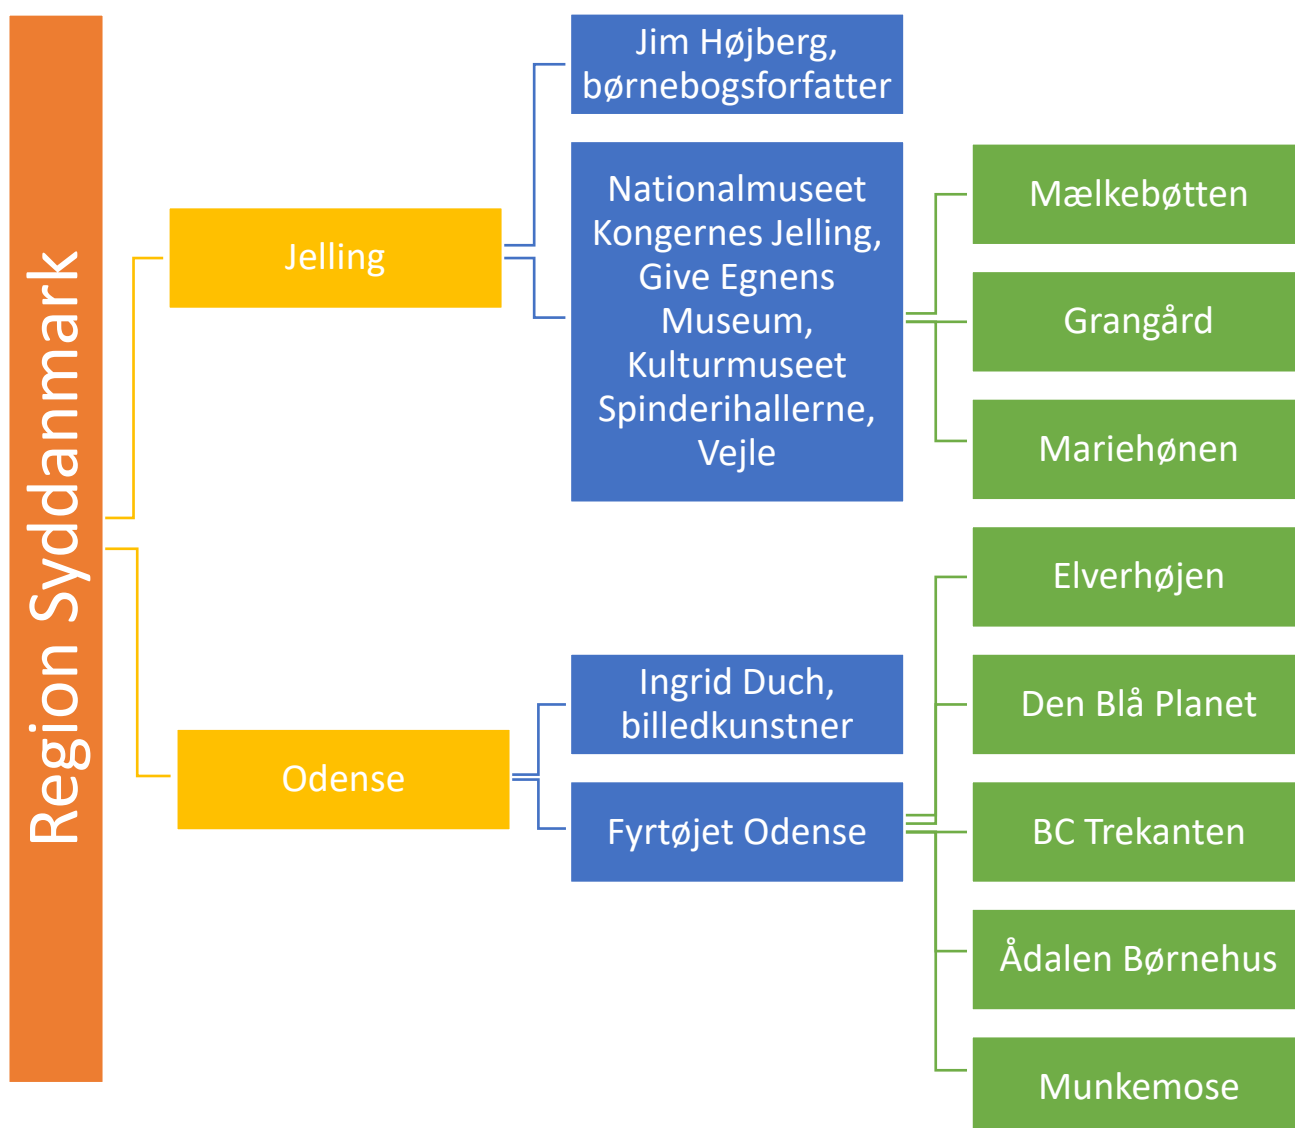 Region Syddanmark
Jelling
Jim Højberg,
børnebogsforfatter
Nationalmuseet
Kongernes Jelling,
Give Egnens
Museum,
Kulturmuseet
Spinderihallerne,
Vejle
Mælkebøtten
Grangård
Mariehønen
Odense
Ingrid Duch,
billedkunstner
Fyrtøjet Odense
Elverhøjen
Den Blå Planet
BC Trekanten
Ådalen Børnehus
Munkemose